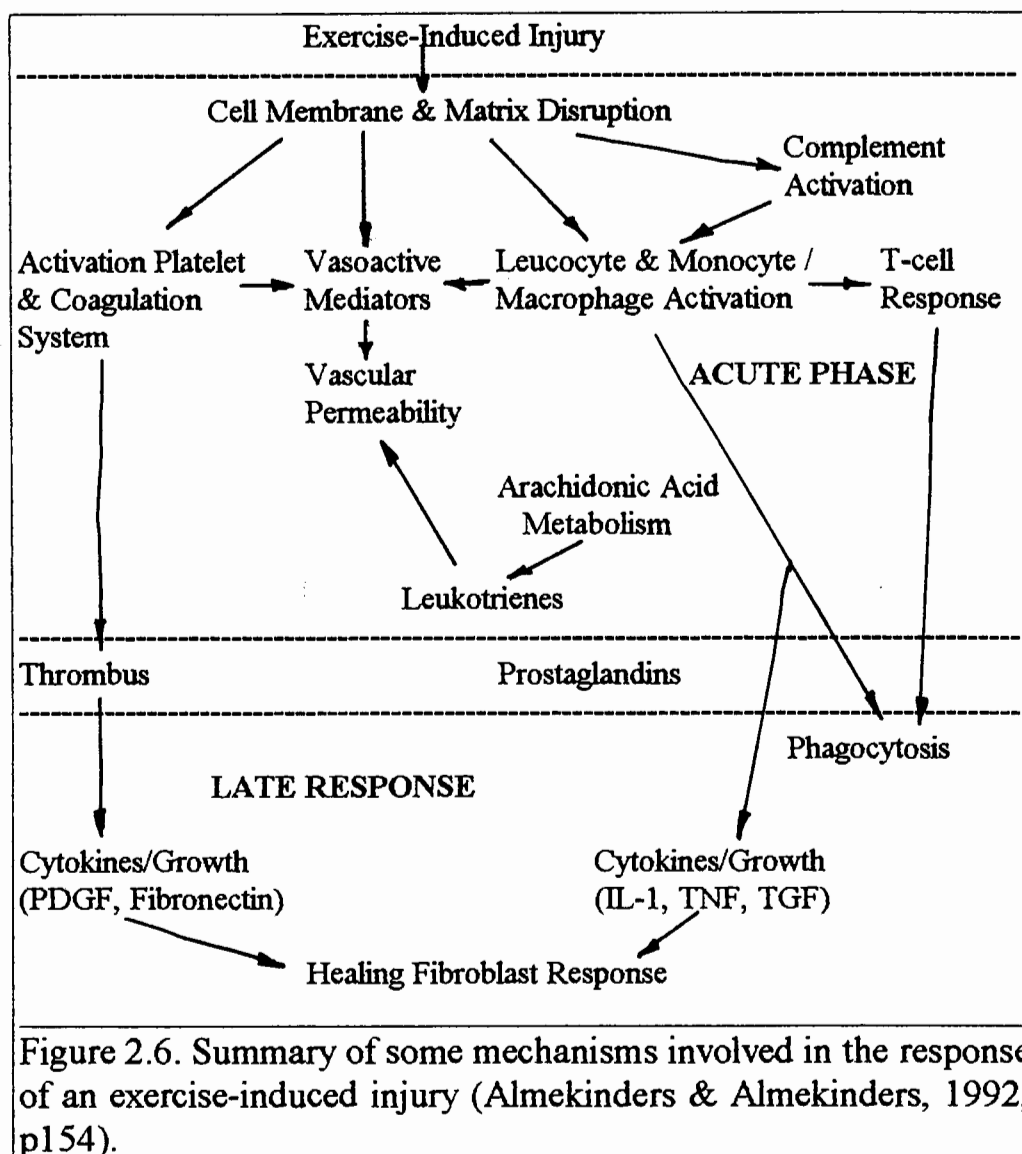 Exercise-Induced Injury
Cell Membrane & Matrix Disruption
Complement
Activation
Activation Platelet
& Coagulation
System
Vasoactive
Mediators
Leucocyte & Monocyte /
Macrophage Activation
T-cell
Response
Vascular
Permeability
ACUTE PHASE
Arachidonic Acid
Metabolism
Leukotrienes
Thrombus
Prostaglandins
Phagocytosis
LATE RESPONSE
Cytokines/Growth
(PDGF, Fibronectin)
Cytokines/Growth
(IL-1, TNF, TGF)
Healing Fibroblast Response
Figure 2.6. Summary of some mechanisms involved in the response
of an exercise-induced injury (Almekinders & Almekinders, 1992,
p154).